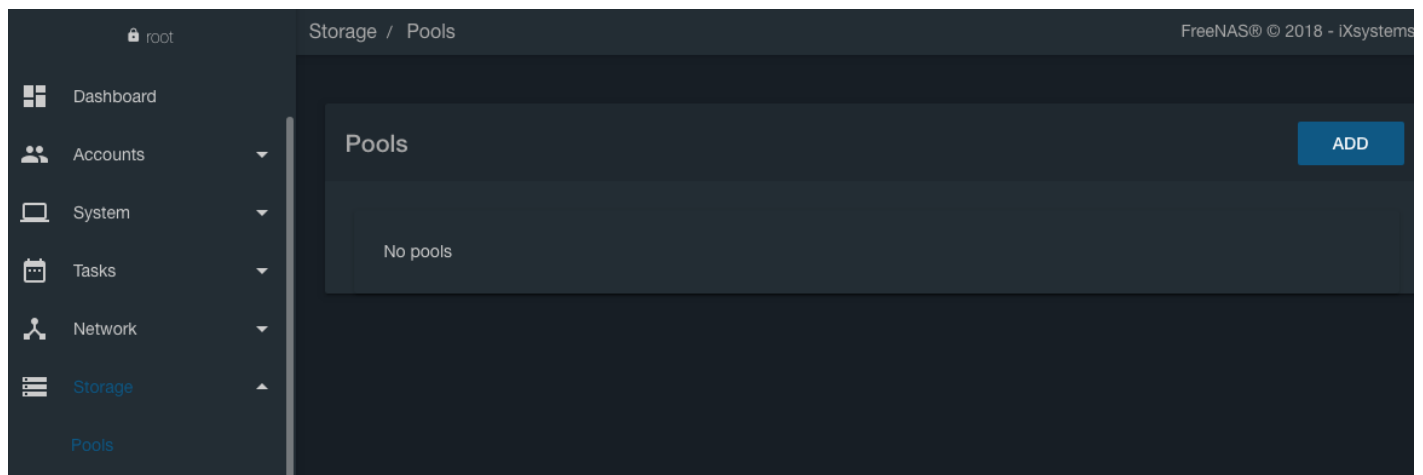 root
Storage / Pools
FreeNAS® © 2018 - iXsystems
Dashboard
Accounts
System
Tasks
Network
Storage
Pools
Pools
ADD
No pools